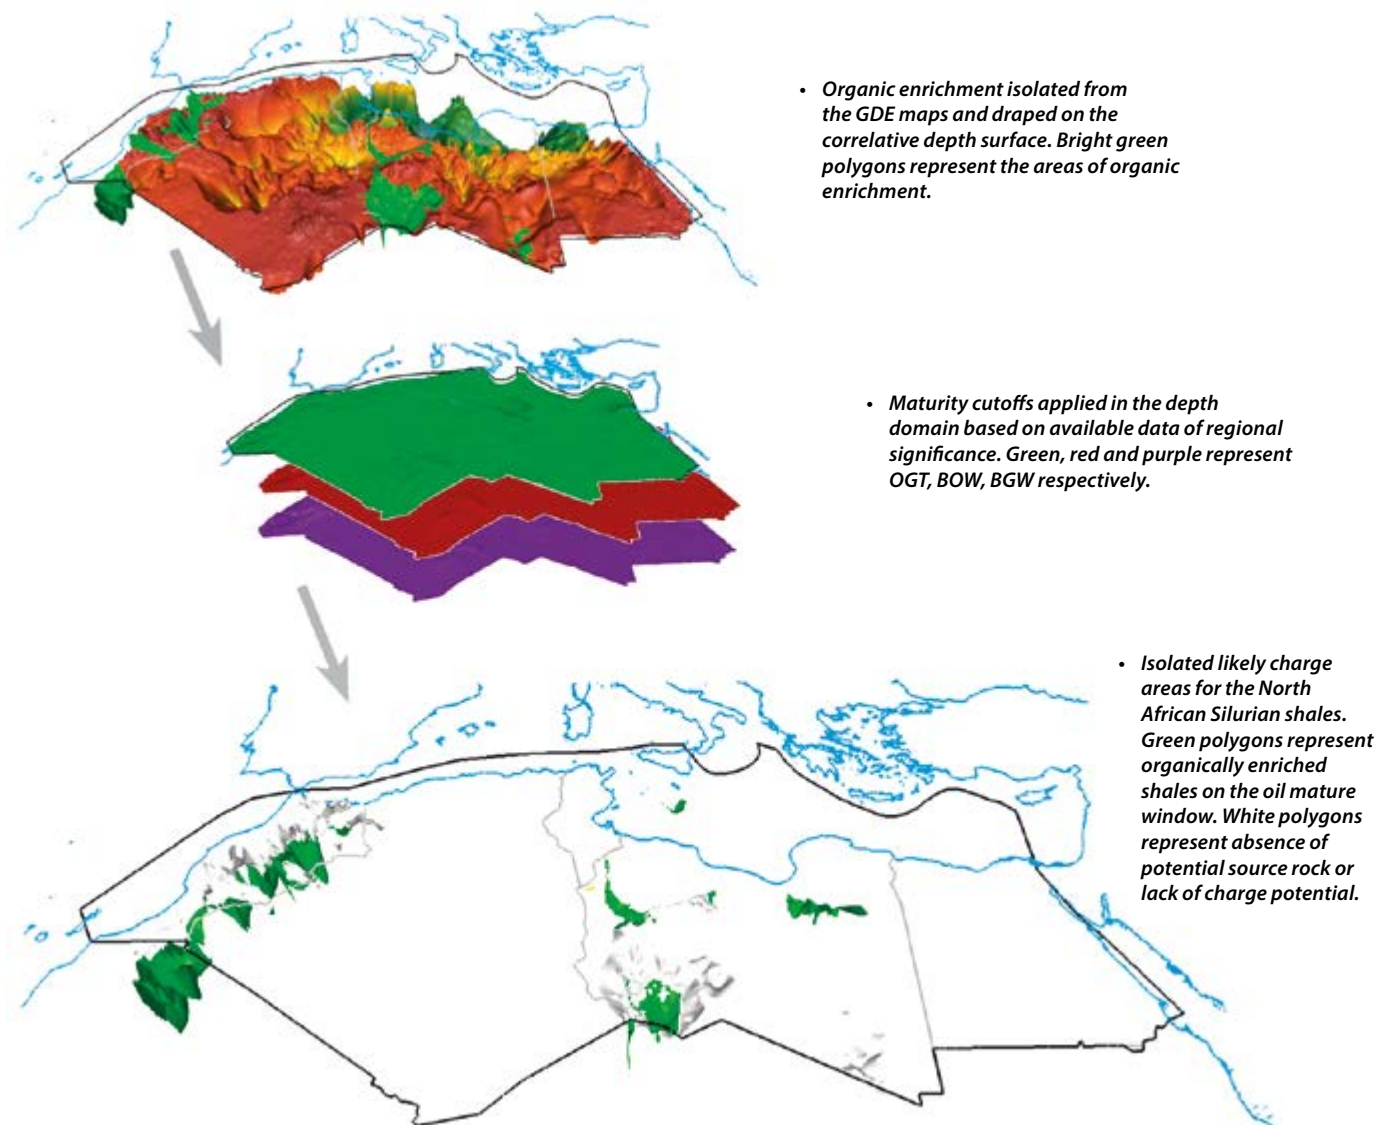 • Organic enrichment isolated from
the GDE maps and draped on the
correlative depth surface. Bright green
polygons represent the areas of organic
enrichment.
• Maturity cutoffs applied in the depth
domain based on available data of regional
significance. Green, red and purple represent
OGT, BOW, BGW respectively.
• Isolated likely charge
areas for the North
African Silurian shales.
Green polygons represent
organically enriched
shales on the oil mature
window. White polygons
represent absence of
potential source rock or
lack of charge potential.